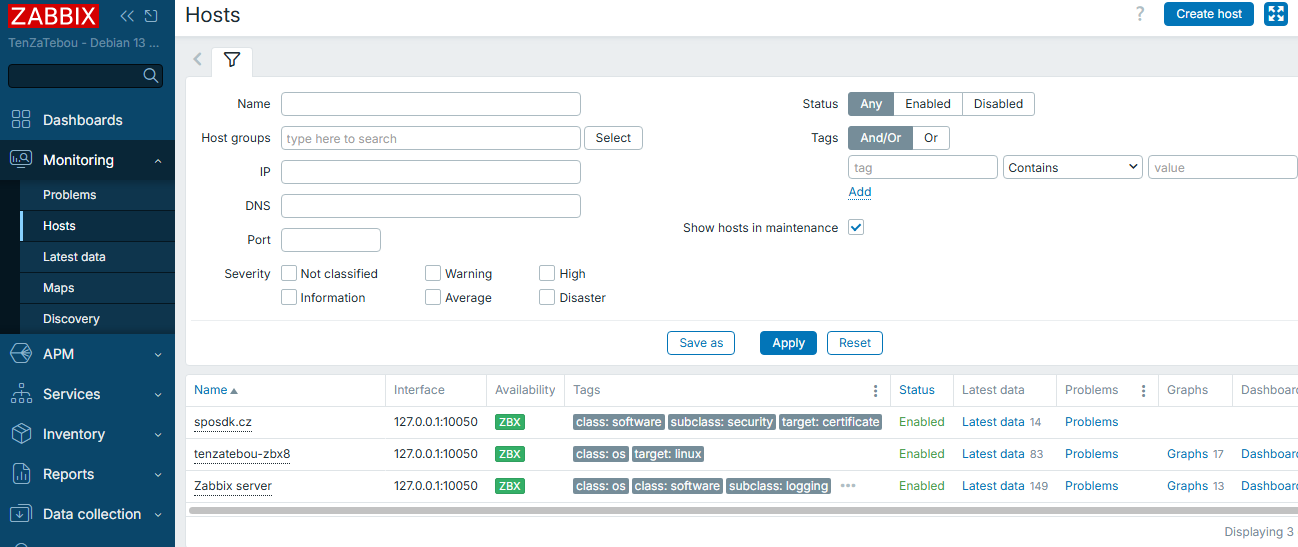 ZABBIX
Hosts
?
Create host
TenZaTebou - Debian 13 ...
Name
Status Any Enabled Disabled
Dashboards
Host groups type here to search Select
Tags And/Or Or
Monitoring
IP
tag Contains value
Problems
Add
DNS
Hosts
Show hosts in maintenance
Port
Latest data
Severity Not classified Warning High
Maps
Information Average Disaster
Discovery
APM
Save as Apply Reset
Services
Name Interface Availability Tags Status Latest data Problems Graphs Dashboard
sposdk.cz 127.0.0.1:10050 ZBX class: software subclass: security target: certificate Enabled Latest data 14 Problems
Inventory
tenzatebou-zbx8 127.0.0.1:10050 ZBX class: os target: linux Enabled Latest data 83 Problems Graphs 17 Dashboard
Reports
Zabbix server 127.0.0.1:10050 ZBX class: os class: software subclass: logging Enabled Latest data 149 Problems Graphs 13 Dashboard
Data collection
Displaying 3